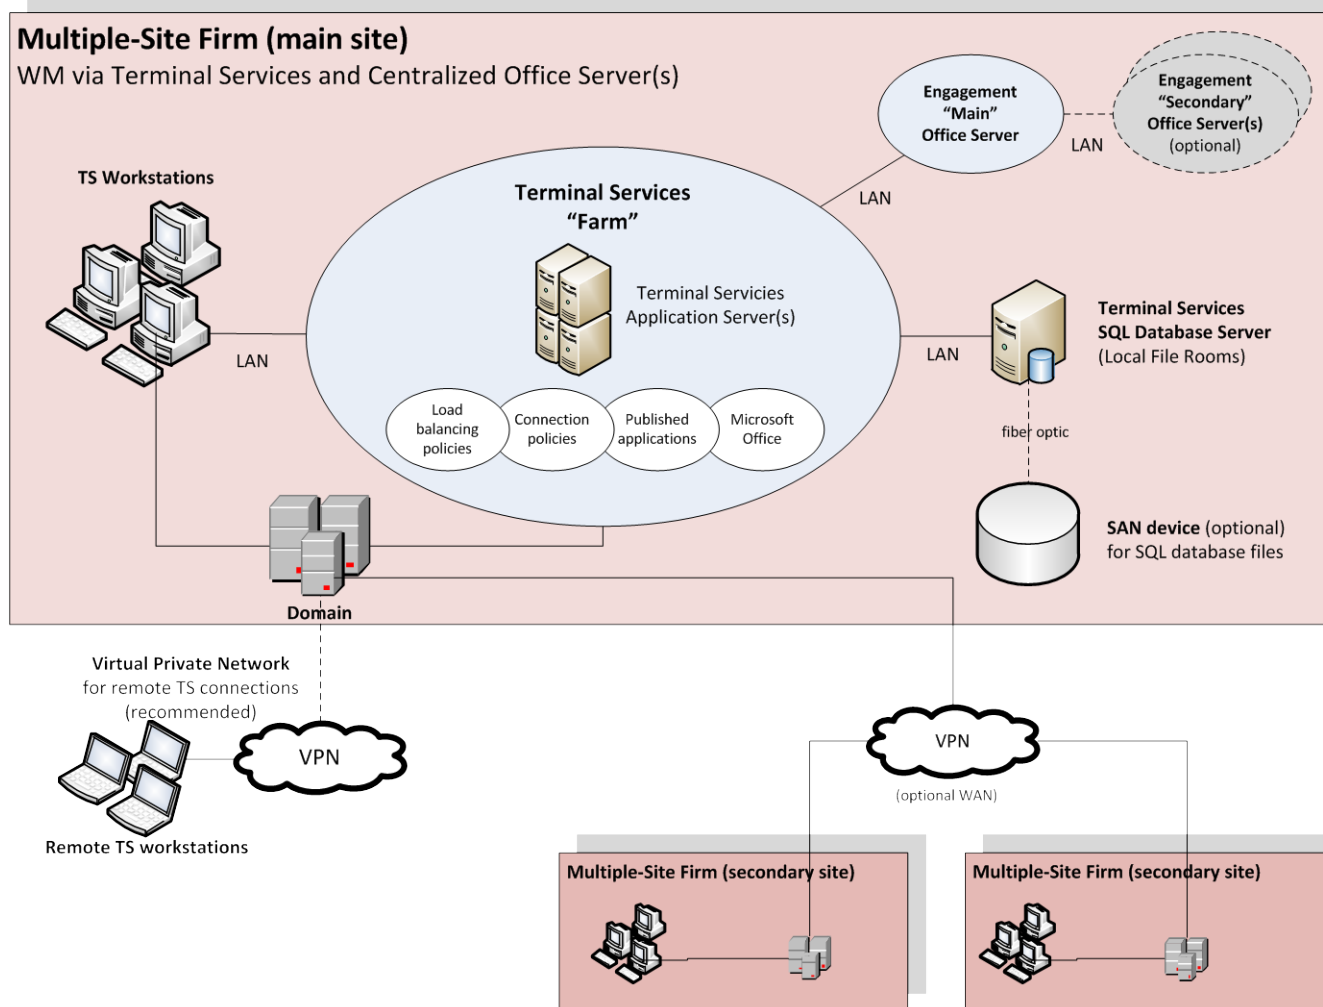 Multiple-Site Firm (main site)
WM via Terminal Services and Centralized Office Server(s)
Engagement
“Main”
Office Server
Engagement
“Secondary”
Office Server(s)
(optional)
LAN
LAN
TS Workstations
LAN
Terminal Services
“Farm”
Terminal Servicies
Application Server(s)
Load
balancing
policies
Connection
policies
Published
applications
Microsoft
Office
LAN
Terminal Services
SQL Database Server
(Local File Rooms)
fiber optic
SAN device (optional)
for SQL database files
Domain
Virtual Private Network
for remote TS connections
(recommended)
VPN
Remote TS workstations
VPN
(optional WAN)
Multiple-Site Firm (secondary site)
Multiple-Site Firm (secondary site)